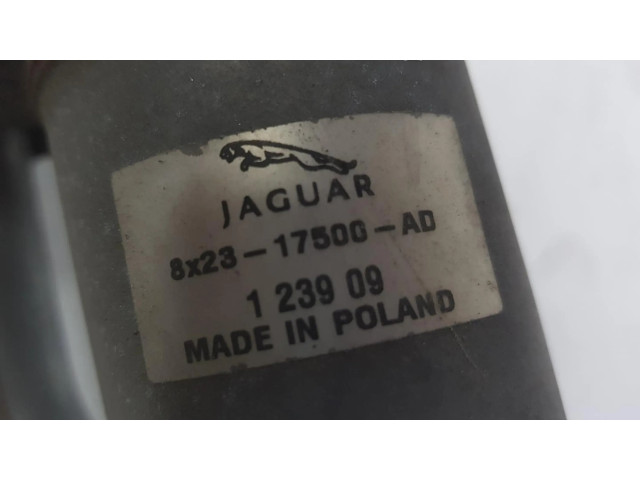 JAGUAR
8x23-17500-AD
1 239 09
MADE IN POLAND